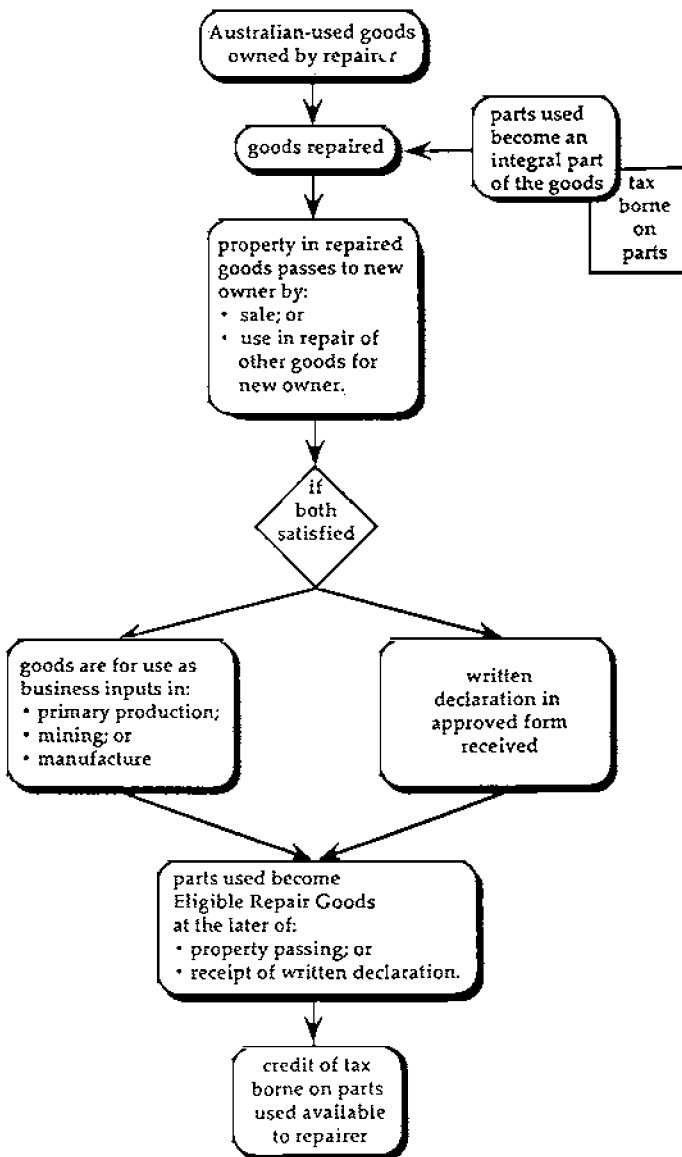 Australian-used goods
owned by repairer
goods repaired
parts used
become an
integral part
of the goods
tax
borne
on
parts
property in repaired
goods passes to new
owner by:
• sale; or
• use in repair of
other goods for
new owner.
if
both
satisfied
goods are for use as
business inputs in:
• primary production;
• mining; or
• manufacture
written
declaration in
approved form
received
parts used become
Eligible Repair Goods
at the later of:
• property passing; or
• receipt of written declaration.
credit of tax
borne on parts
used available
to repairer